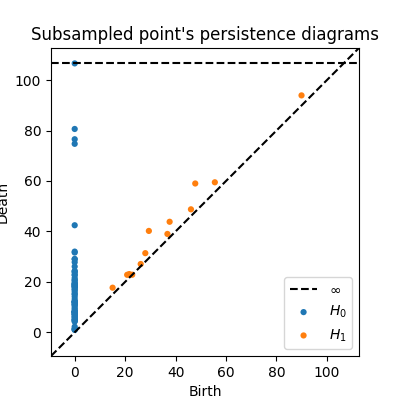 Subsampled point's persistence diagrams
Death
100
80
60
40
20
0
0 20 40 60 80 100
Birth
∞
H₀
H₁